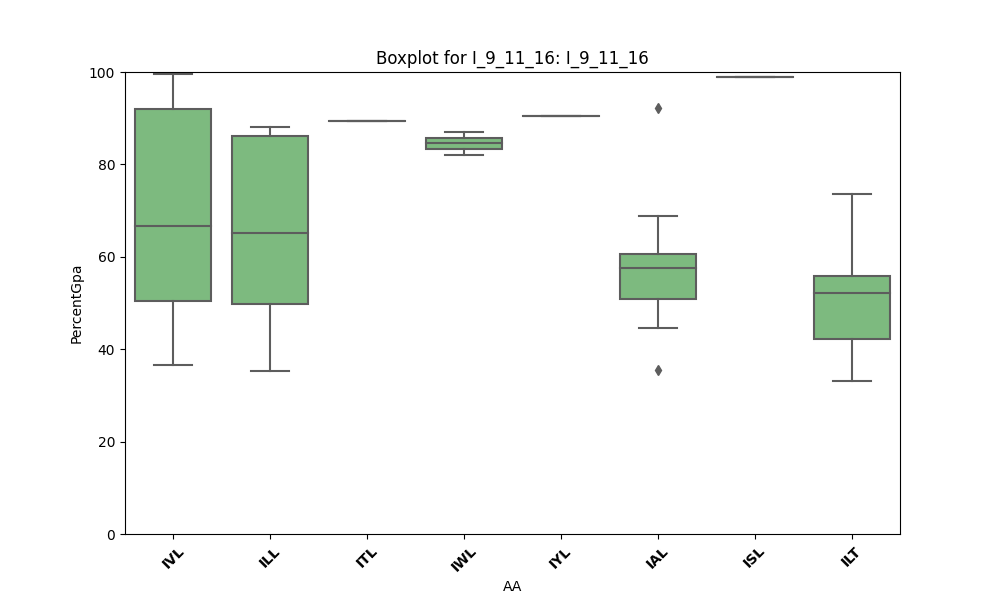 Boxplot for I_9_11_16: I_9_11_16
100
80
60
40
20
0
PercentGpa
IVL
ILL
ITL
IWL
IYL
IAL
ISL
ILT
AA